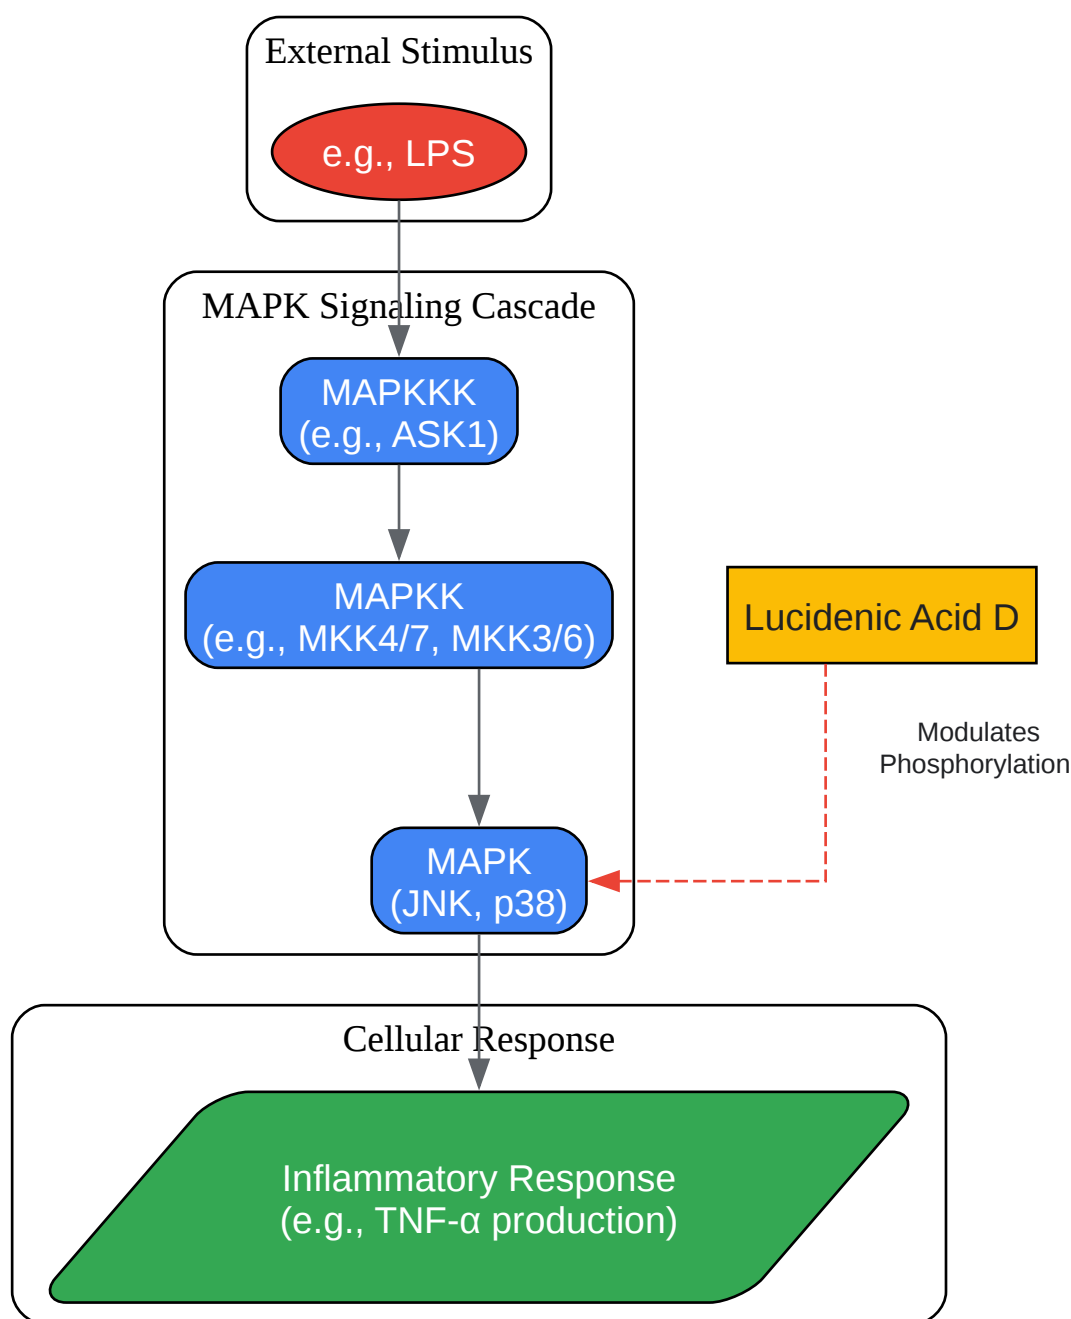 External Stimulus
e.g., LPS
MAPK Signaling Cascade
MAPKKK
(e.g., ASK1)
MAPKK
(e.g., MKK4/7, MKK3/6)
Lucidenic Acid D
Modulates
Phosphorylation
MAPK
(JNK, p38)
Cellular Response
Inflammatory Response
(e.g., TNF-α production)